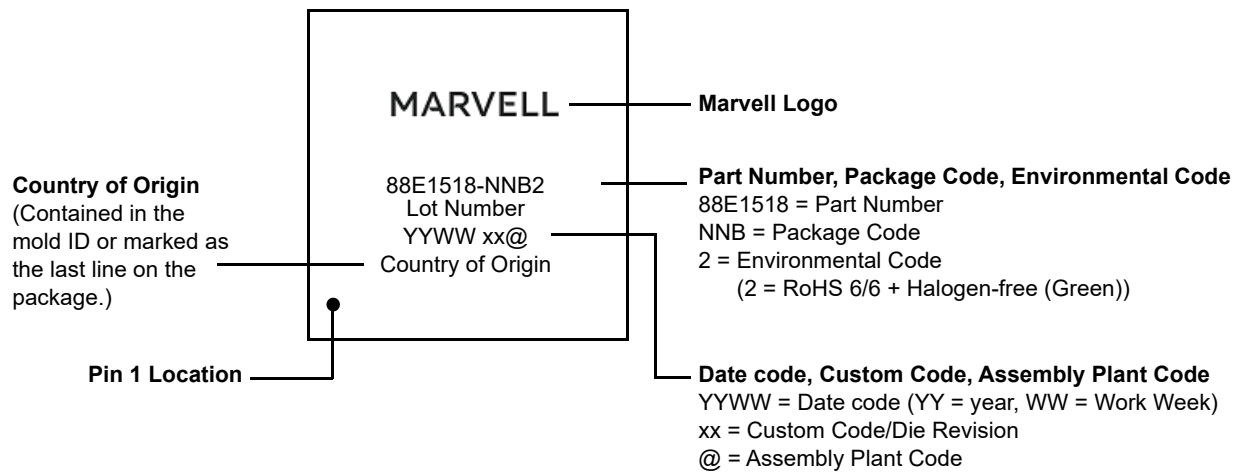 MARVELL
Marvell Logo
Country of Origin
(Contained in the
mold ID or marked as
the last line on the
package.)
88E1518-NNB2
Lot Number
YYWW xx@
Country of Origin
Part Number, Package Code, Environmental Code
88E1518 = Part Number
NNB = Package Code
2 = Environmental Code
(2 = RoHS 6/6 + Halogen-free (Green))
Pin 1 Location
Date code, Custom Code, Assembly Plant Code
YYWW = Date code (YY = year, WW = Work Week)
xx = Custom Code/Die Revision
@ = Assembly Plant Code